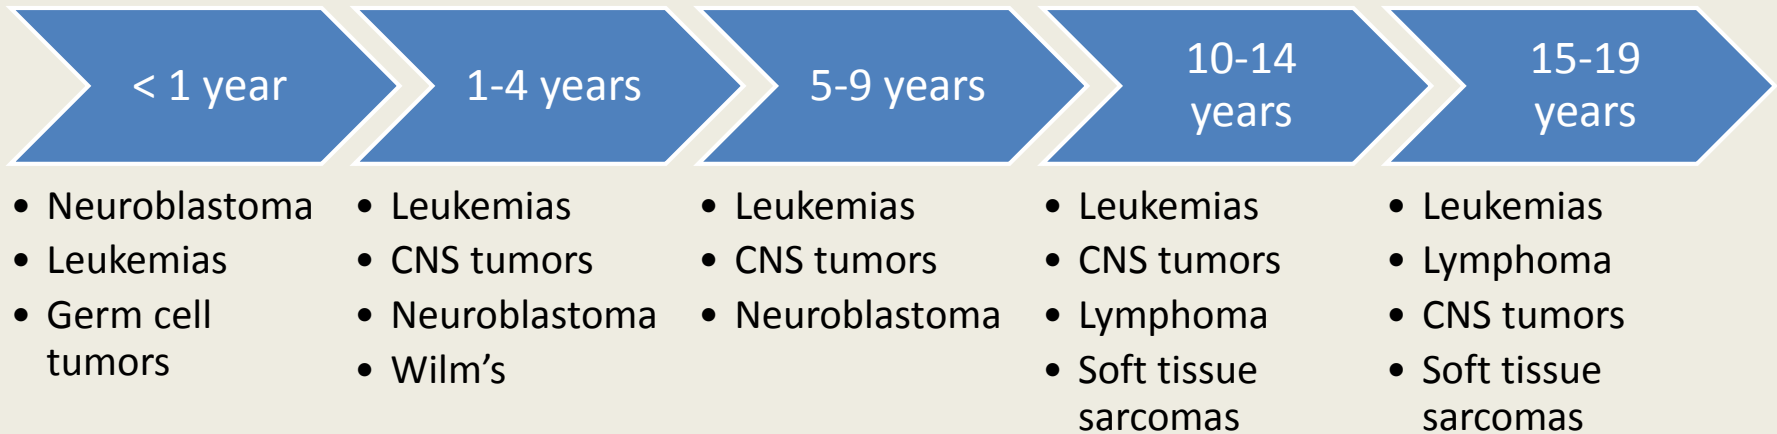 < 1 year
1-4 years
5-9 years
10-14
years
15-19
years
• Neuroblastoma
• Leukemias
• Germ cell
tumors
• Leukemias
• CNS tumors
• Neuroblastoma
• Wilm’s
• Leukemias
• CNS tumors
• Neuroblastoma
• Leukemias
• CNS tumors
• Lymphoma
• Soft tissue
sarcomas
• Leukemias
• Lymphoma
• CNS tumors
• Soft tissue
sarcomas